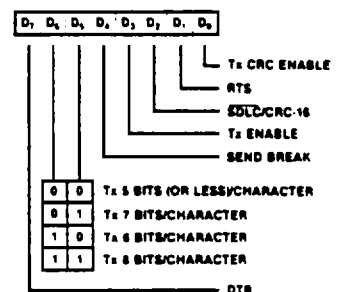 D7 D6 D5 D4 D3 D2 D1 D0
Tx CRC ENABLE
RTS
SDLC/CRC-16
Tx ENABLE
SEND BREAK
0 0 Tx 5 BITS (OR LESS)/CHARACTER
0 1 Tx 7 BITS/CHARACTER
1 0 Tx 6 BITS/CHARACTER
1 1 Tx 8 BITS/CHARACTER
DTR